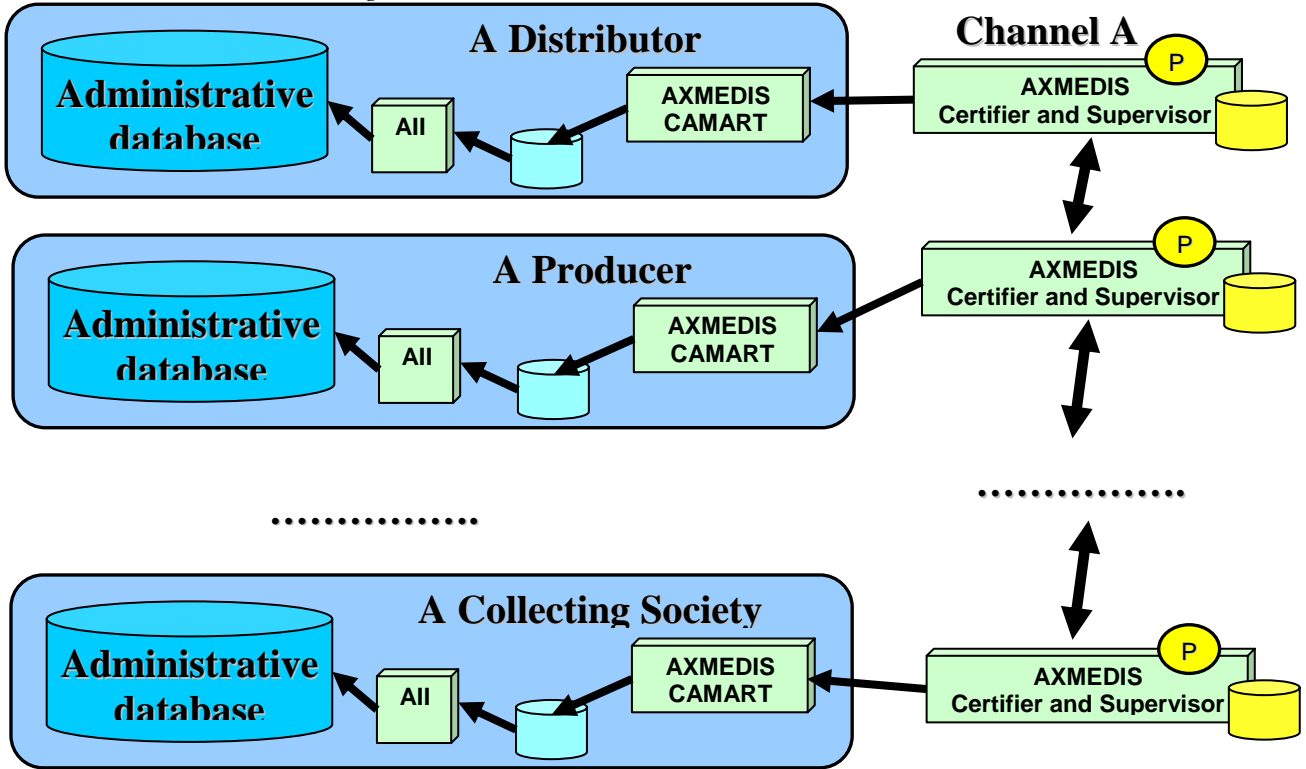 A Distributor
Channel A
Administrative
database
AII
AXMEDIS
CAMART
P
AXMEDIS
Certifier and Supervisor
A Producer
Administrative
database
AII
AXMEDIS
CAMART
P
AXMEDIS
Certifier and Supervisor
................
................
A Collecting Society
Administrative
database
AII
AXMEDIS
CAMART
P
AXMEDIS
Certifier and Supervisor